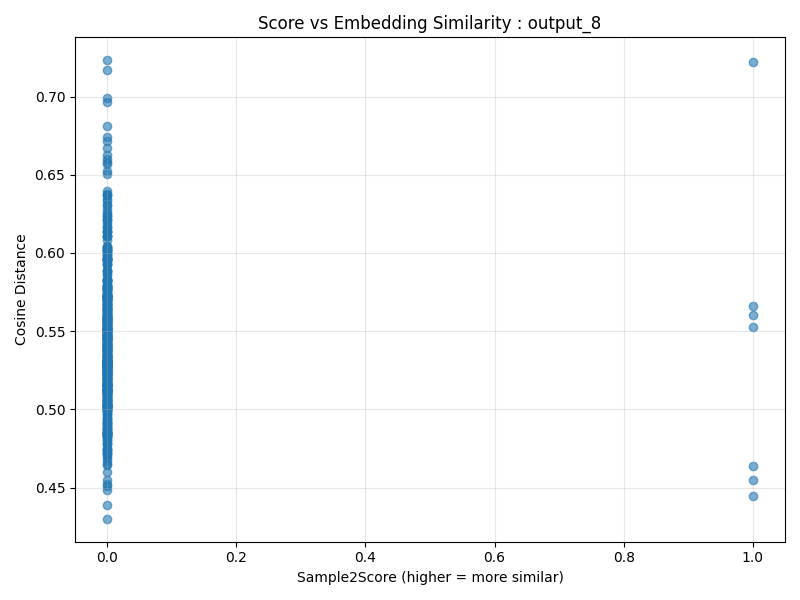 Score vs Embedding Similarity : output_8
Cosine Distance
0.70
0.65
0.60
0.55
0.50
0.45
0.0 0.2 0.4 0.6 0.8 1.0
Sample2Score (higher = more similar)